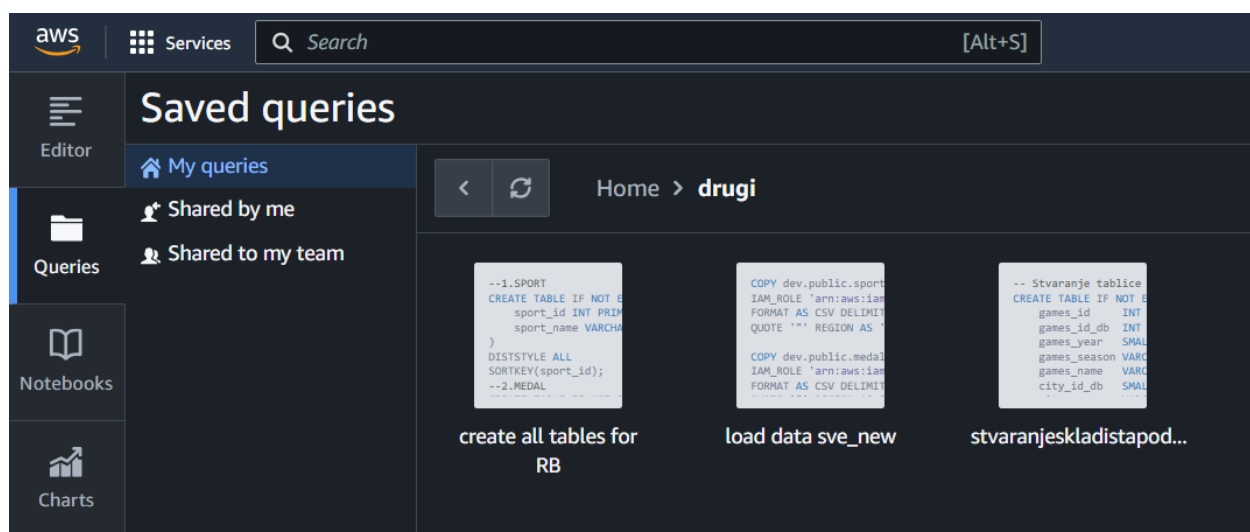 aws
Services
Search
[Alt+S]
Editor
Queries
Notebooks
Charts
Saved queries
My queries
Shared by me
Shared to my team
Home > drugi
--1.SPORT
CREATE TABLE IF NOT E
sport_id INT PRIM
sport_name VARCHA
)
DISTSTYLE ALL
SORTKEY(sport_id);
--2.MEDAL
create all tables for
RB
COPY dev.public.sport
IAM_ROLE 'arn:aws:iam
FORMAT AS CSV DELIMIT
QUOTE '"' REGION AS '
COPY dev.public.medal
IAM_ROLE 'arn:aws:iam
FORMAT AS CSV DELIMIT
load data sve_new
-- Stvaranje tablice
CREATE TABLE IF NOT E
games_id INT
games_id_db INT
games_year SMAL
games_season VARC
games_name VARC
city_id_db SMAL
stvaranjeskladistapod...